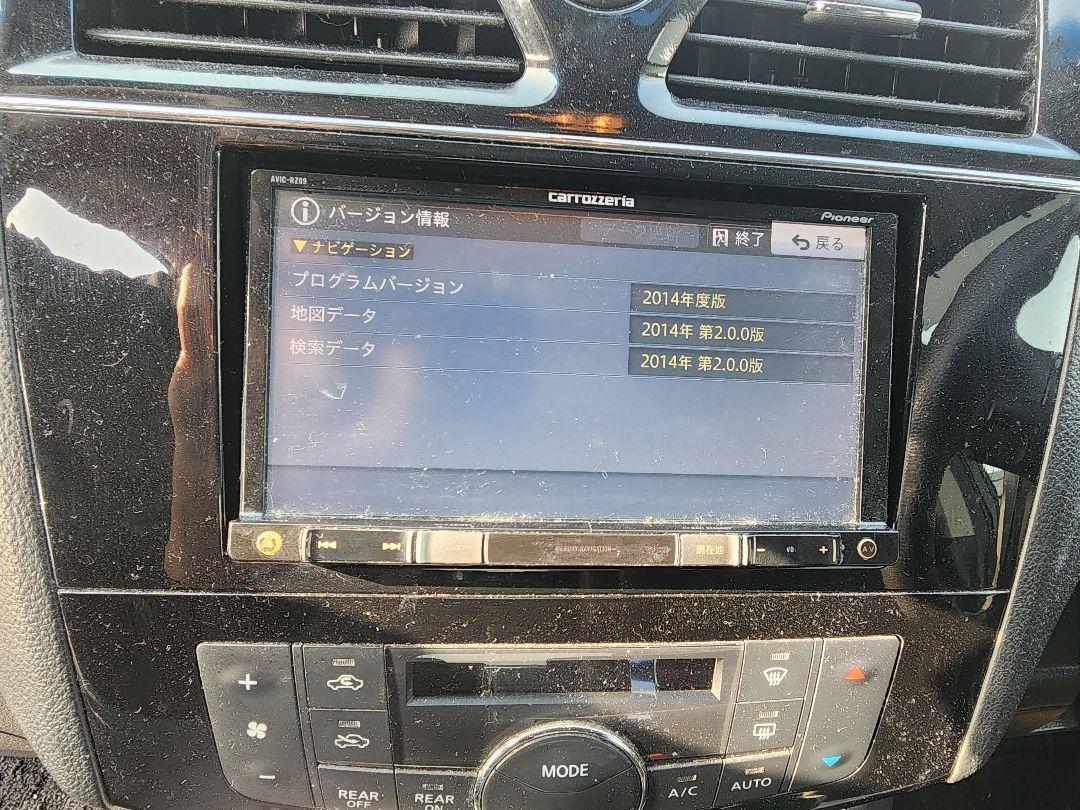 AVIC-RZ09
carrozzeria
Pioneer
バージョン情報
終了
戻る
▼ナビゲーション
プログラムバージョン
2014年度版
地図データ
2014年 第2.0.0版
検索データ
2014年 第2.0.0版
MEMORY NAVIGATION
現在地
− VOL +
AV
+
−
MODE
REAR OFF
REAR ON
A/C
AUTO